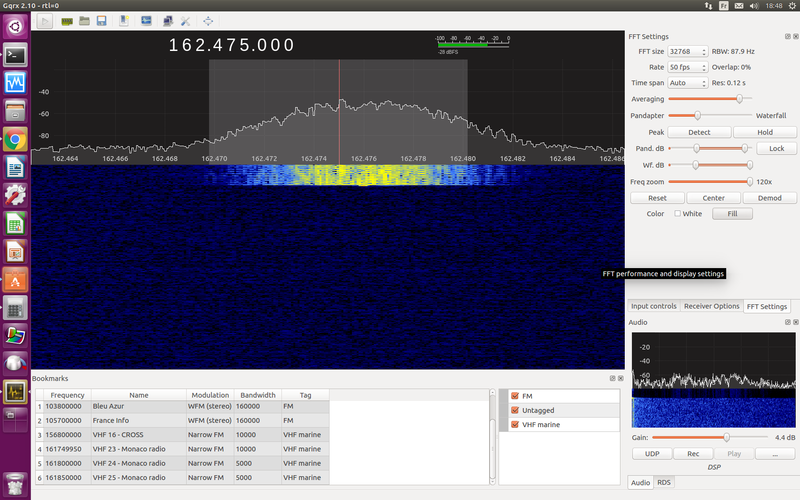 Gqrx 2.10 - rtl=0
Fr
18:48
162.475.000
-100 -80 -60 -40 -20 0
-28 dBFS
-40
-60
-80
162.464 162.466 162.468 162.470 162.472 162.474 162.476 162.478 162.480 162.482 162.484 162.486
FFT Settings
FFT size 32768 RBW: 87.9 Hz
Rate 50 fps Overlap: 0%
Time span Auto Res: 0.12 s
Averaging
Pandapter Waterfall
Peak Detect Hold
Pand. dB Lock
Wf. dB
Freq zoom 120x
Reset Center Demod
Color White Fill
FFT performance and display settings
Input controls Receiver Options FFT Settings
Audio
-20
-40
-60
Gain: 4.4 dB
UDP Rec Play ...
DSP
Audio RDS
Bookmarks
Frequency Name Modulation Bandwidth Tag
1 103800000 Bleu Azur WFM (stereo) 160000 FM
2 105700000 France Info WFM (stereo) 160000 FM
3 156800000 VHF 16 - CROSS Narrow FM 10000 VHF marine
4 161749950 VHF 23 - Monaco radio Narrow FM 10000 VHF marine
5 161800000 VHF 24 - Monaco radio Narrow FM 5000 VHF marine
6 161850000 VHF 25 - Monaco radio Narrow FM 5000 VHF marine
FM
Untagged
VHF marine